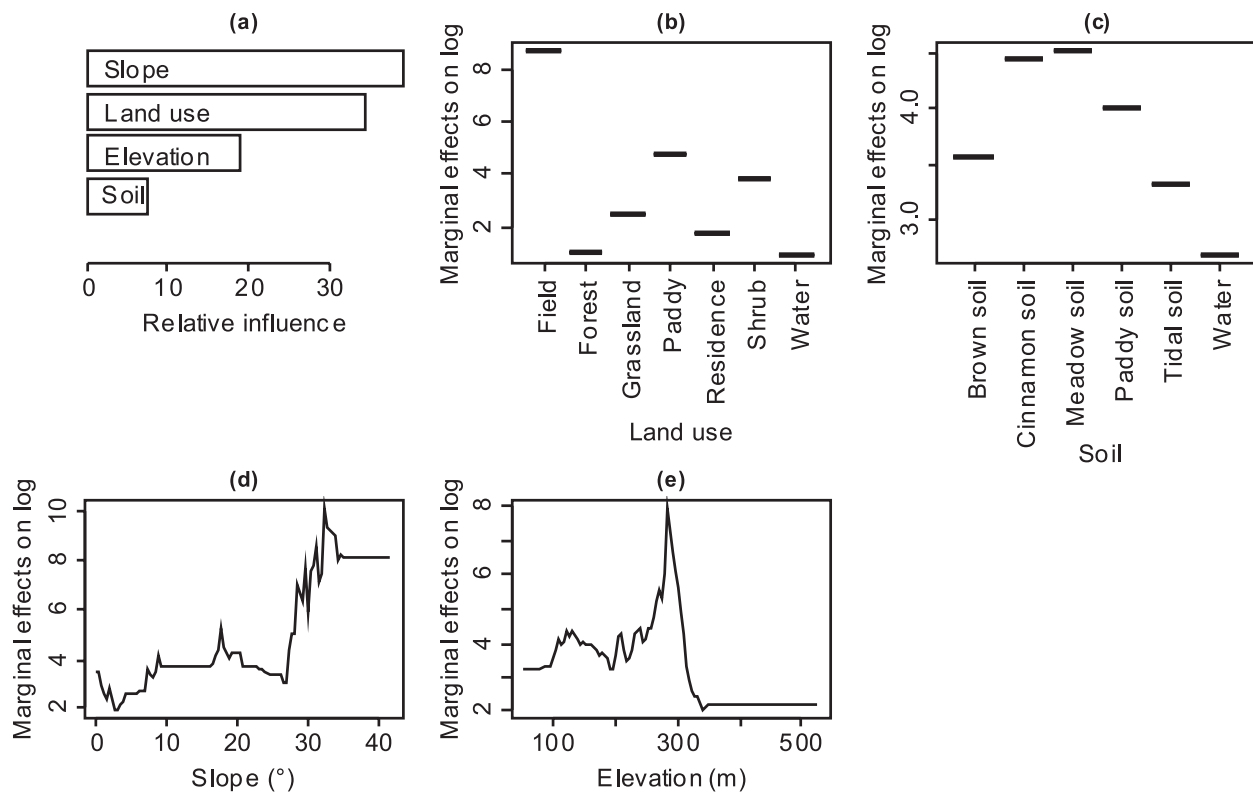 (a)
Slope
Land use
Elevation
Soil
0 10 20 30
Relative influence
(b)
Marginal effects on log
8
6
4
2
Field
Forest
Grassland
Paddy
Residence
Shrub
Water
Land use
(c)
Marginal effects on log
4.0
3.0
Brown soil
Cinnamon soil
Meadow soil
Paddy soil
Tidal soil
Water
Soil
(d)
Marginal effects on log
10
8
6
4
2
0 10 20 30 40
Slope (°)
(e)
Marginal effects on log
8
6
4
2
100 300 500
Elevation (m)